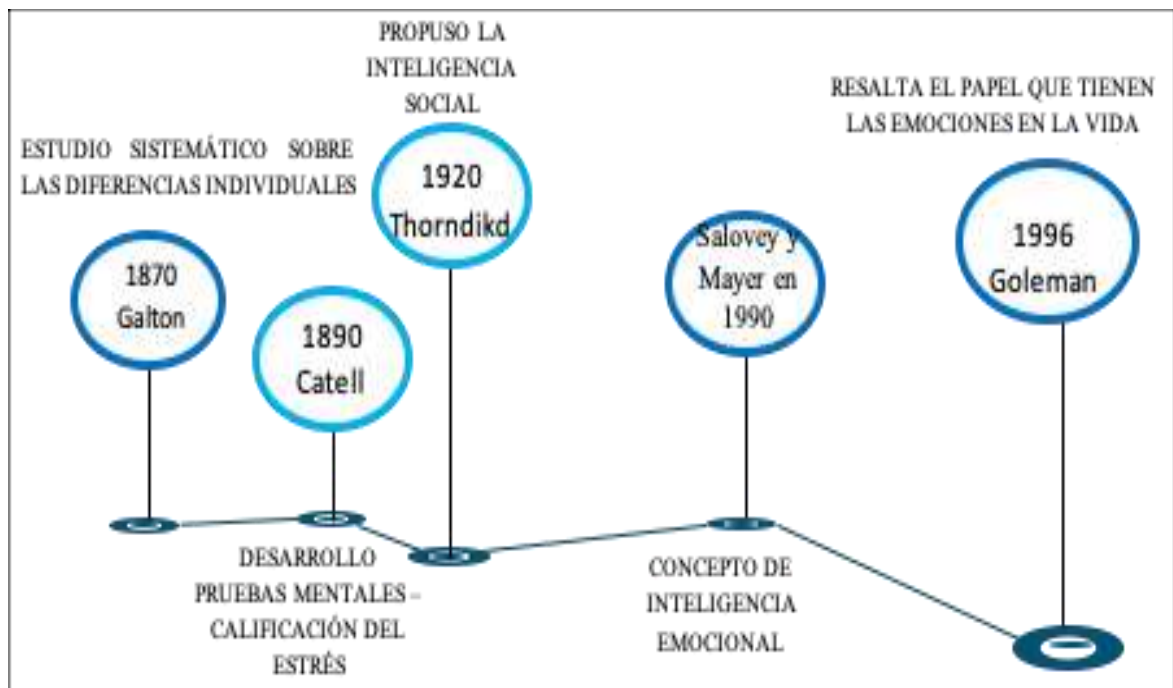 ESTUDIO SISTEMÁTICO SOBRE
LAS DIFERENCIAS INDIVIDUALES
1870
Galton
1890
Catell
DESARROLLO
PRUEBAS MENTALES –
CALIFICACIÓN DEL
ESTRÉS
PROPUSO LA
INTELIGENCIA
SOCIAL
1920
Thorndikd
Salovey y
Mayer en
1990
CONCEPTO DE
INTELIGENCIA
EMOCIONAL
RESALTA EL PAPEL QUE TIENEN
LAS EMOCIONES EN LA VIDA
1996
Goleman